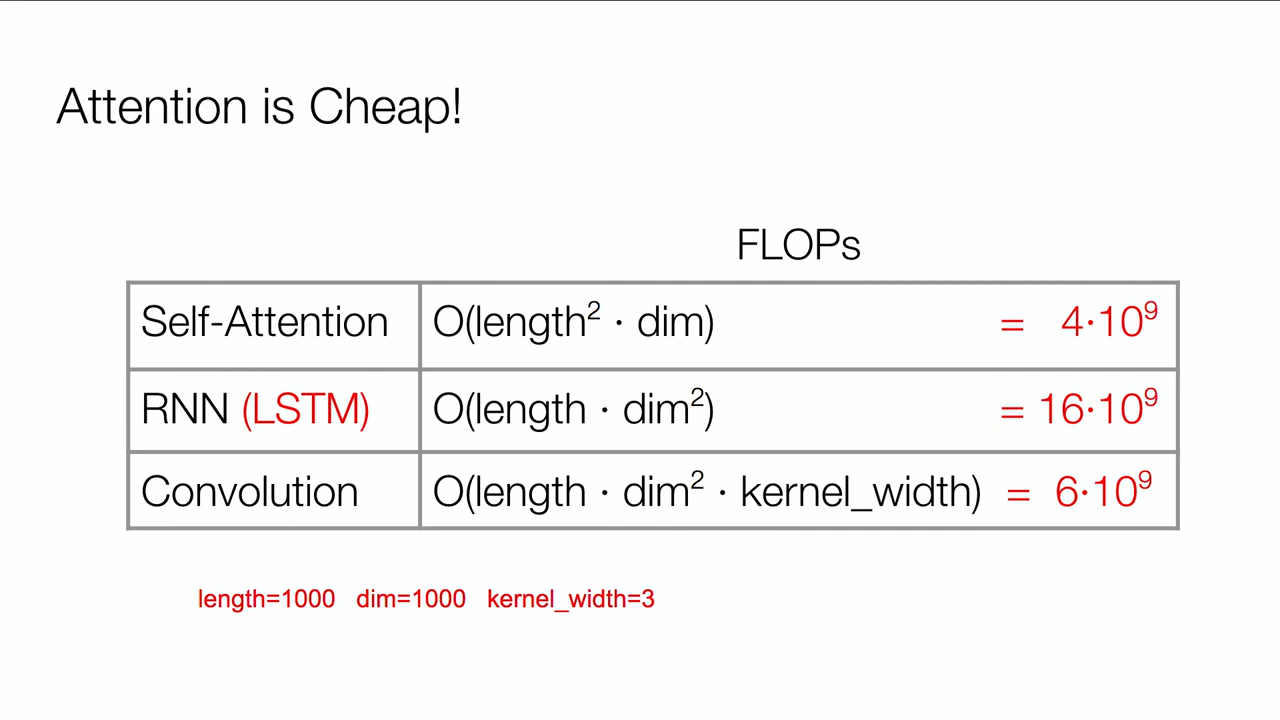 Attention is Cheap!
FLOPs
Self-Attention O(length² · dim) = 4·10⁹
RNN (LSTM) O(length · dim²) = 16·10⁹
Convolution O(length · dim² · kernel_width) = 6·10⁹
length=1000 dim=1000 kernel_width=3